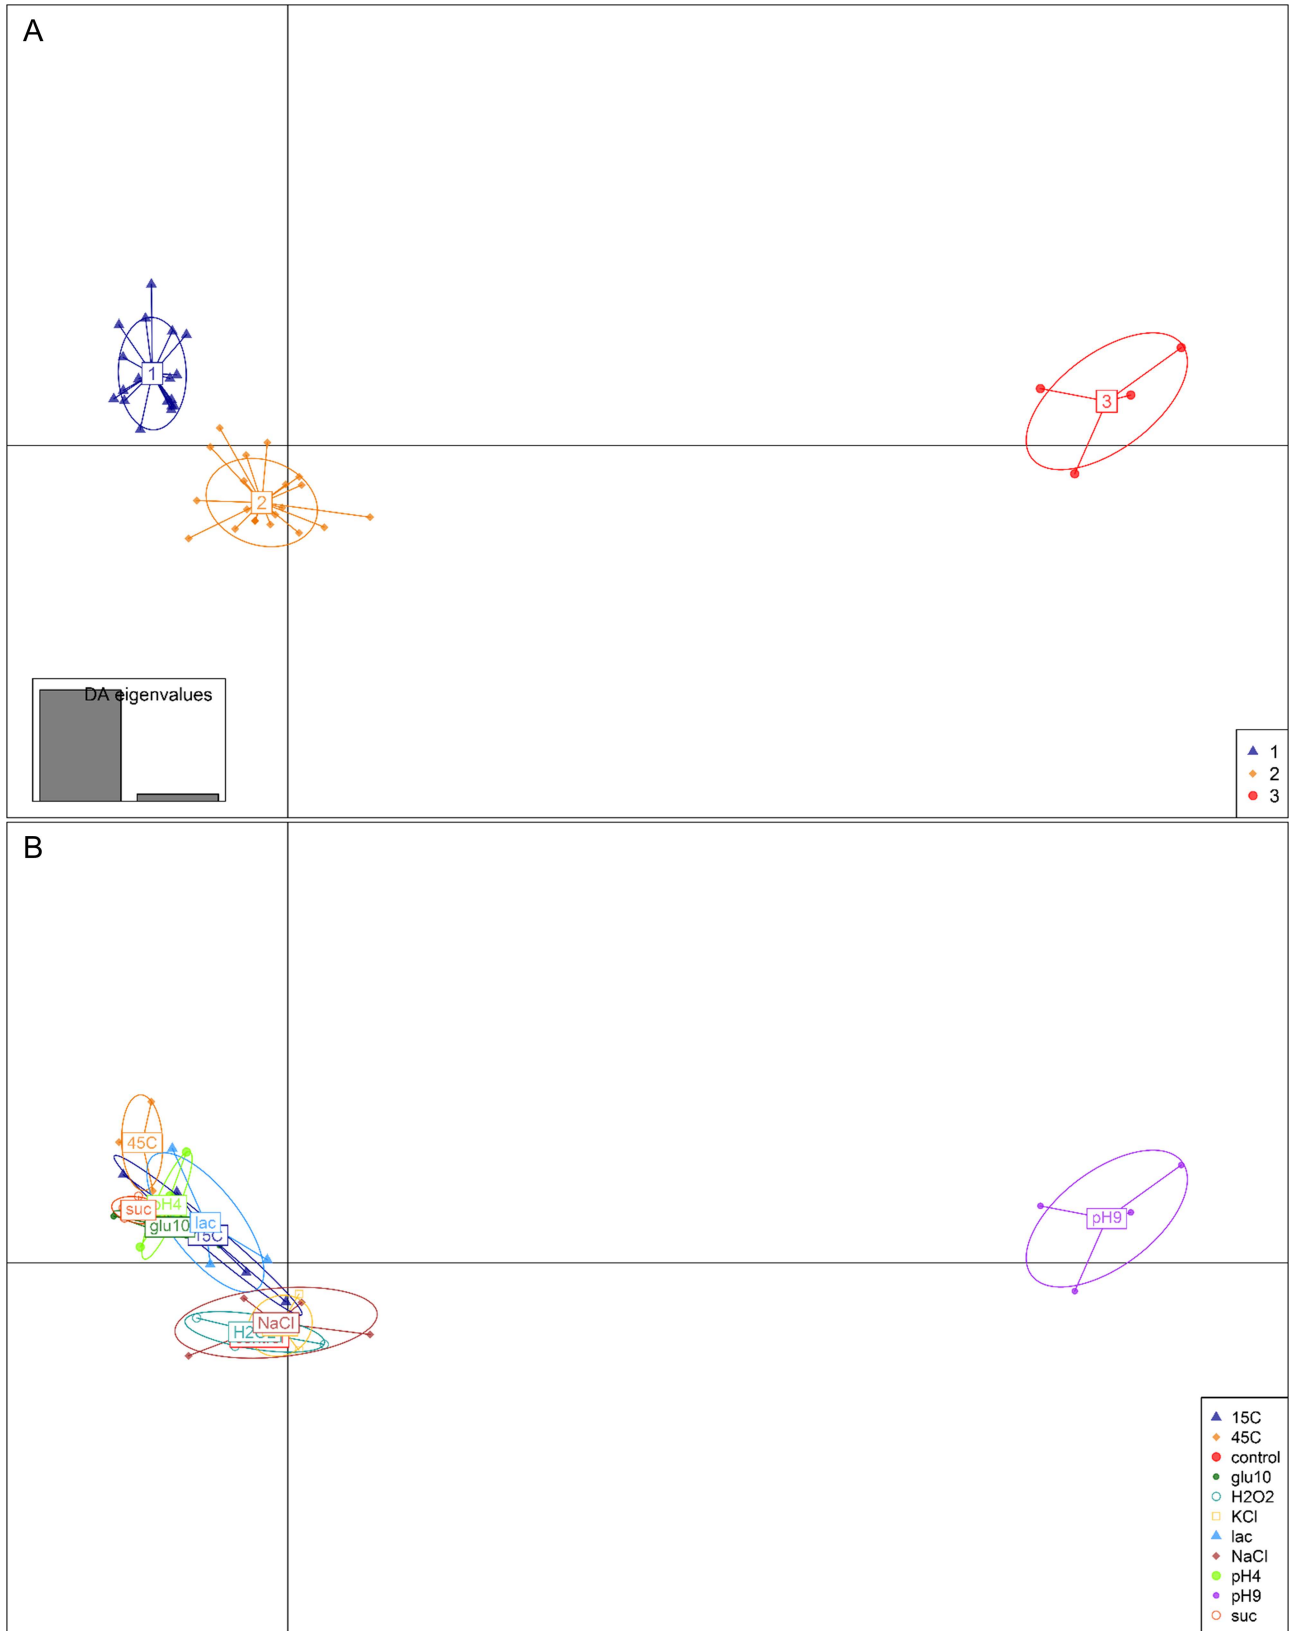 A
1
2
3
DA eigenvalues
1
2
3
B
45C
pH4
suc
glu10
lac
15C
pH9
NaCl
H2O2
15C
45C
control
glu10
H2O2
KCl
lac
NaCl
pH4
pH9
suc